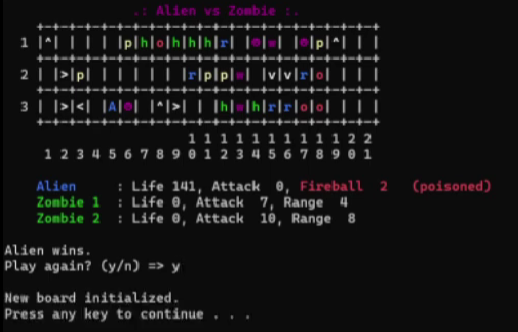 .: Alien vs Zombie :.
+-+-+-+-+-+-+-+-+-+-+-+-+-+-+-+-+-+-+-+-+-+
1 |^| | | | |p|h|o|h|h|h|r| | | | | |p|^| | |
+-+-+-+-+-+-+-+-+-+-+-+-+-+-+-+-+-+-+-+-+-+
2 | |>|p| | | | | | |r|p|p| | |v|v|r|o| | | |
+-+-+-+-+-+-+-+-+-+-+-+-+-+-+-+-+-+-+-+-+-+
3 | |>|<| |A| | |^|>| | |h| |h|r|r|o|o| | | |
+-+-+-+-+-+-+-+-+-+-+-+-+-+-+-+-+-+-+-+-+-+
1 1 1 1 1 1 1 1 1 1 2 2
1 2 3 4 5 6 7 8 9 0 1 2 3 4 5 6 7 8 9 0 1
Alien : Life 141, Attack 0, Fireball 2 (poisoned)
Zombie 1 : Life 0, Attack 7, Range 4
Zombie 2 : Life 0, Attack 10, Range 8
Alien wins.
Play again? (y/n) => y
New board initialized.
Press any key to continue . . .